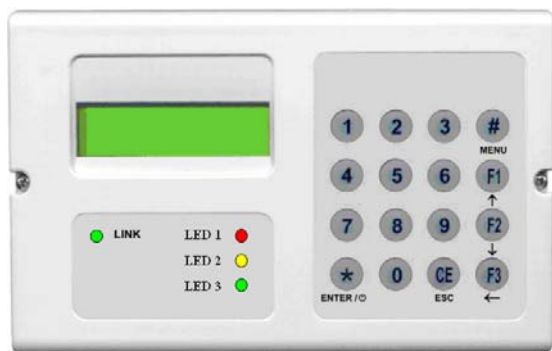 LINK
LED 1
LED 2
LED 3
1 2 3 #
MENU
4 5 6 F1
↑
7 8 9 F2
↓
* 0 CE F3
ENTER / ⏻ ESC ←